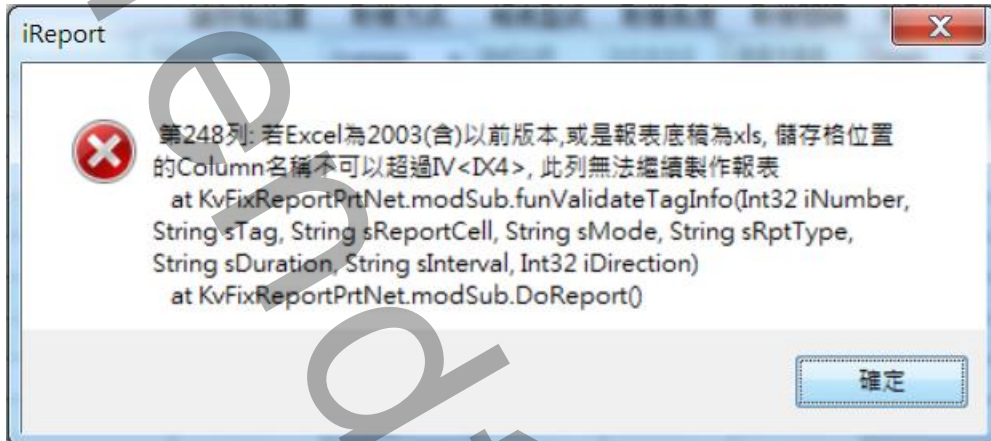 iReport
第248列: 若Excel為2003(含)以前版本,或是報表底稿為xls, 儲存格位置
的Column名稱不可以超過IV<IX4>, 此列無法繼續製作報表
at KvFixReportPrtNet.modSub.funValidateTagInfo(Int32 iNumber,
String sTag, String sReportCell, String sMode, String sRptType,
String sDuration, String sInterval, Int32 iDirection)
at KvFixReportPrtNet.modSub.DoReport()
確定